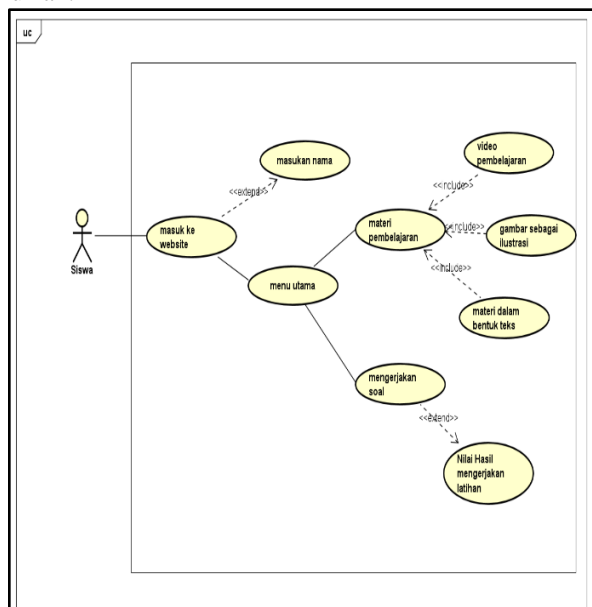 uc
masukan nama
video
pembelajaran
<<extend>>
<<include>>
masuk ke
website
materi
pembelajaran
<<include>>
gambar sebagai
ilustrasi
Siswa
menu utama
<<include>>
materi dalam
bentuk teks
mengerjakan
soal
<<extend>>
Nilai Hasil
mengerjakan
latihan